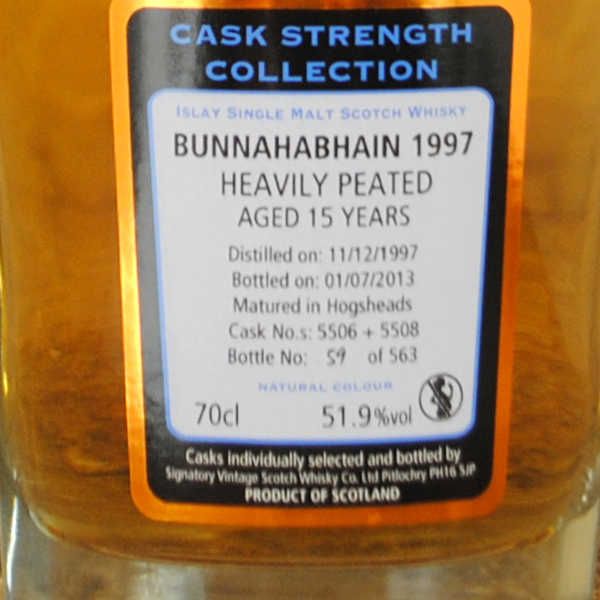 CASK STRENGTH
COLLECTION
ISLAY SINGLE MALT SCOTCH WHISKY
BUNNAHABHAIN 1997
HEAVILY PEATED
AGED 15 YEARS
Distilled on: 11/12/1997
Bottled on: 01/07/2013
Matured in Hogsheads
Cask No.s: 5506 + 5508
Bottle No: 59 of 563
NATURAL COLOUR
70cl 51.9%vol
Casks individually selected and bottled by
Signatory Vintage Scotch Whisky Co. Ltd Pitlochry PH16 5JP
PRODUCT OF SCOTLAND